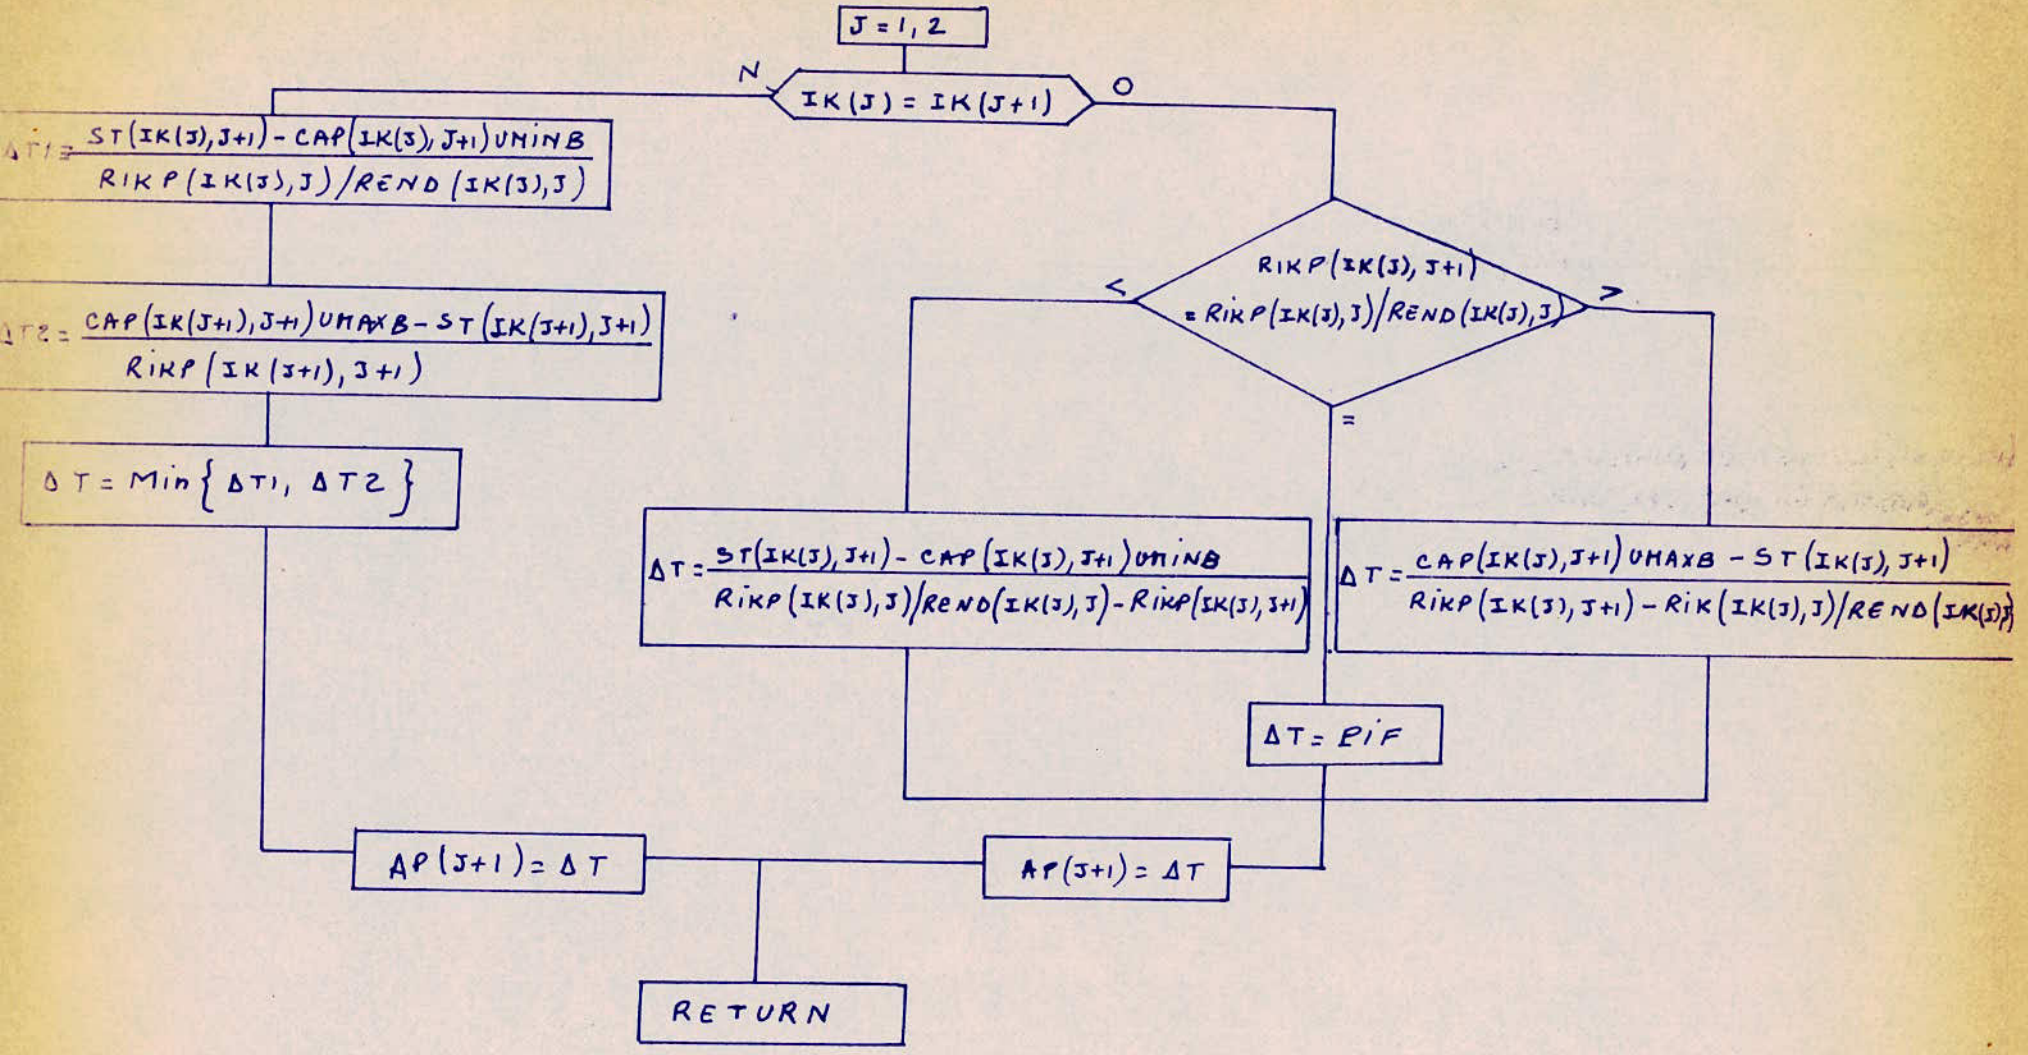 J = 1, 2
N
IK(J) = IK(J+1)
O
ΔT1 = ST(IK(J), J+1) - CAP(IK(J), J+1) UMINB
RIKP(IK(J), J) / REND(IK(J), J)
ΔT2 = CAP(IK(J+1), J+1) UMAXB - ST(IK(J+1), J+1)
RIKP(IK(J+1), J+1)
ΔT = Min{ΔT1, ΔT2}
RIKP(IK(J), J+1)
= RIKP(IK(J), J) / REND(IK(J), J)
<
>
=
ΔT = ST(IK(J), J+1) - CAP(IK(J), J+1) UMINB
RIKP(IK(J), J) / REND(IK(J), J) - RIKP(IK(J), J+1)
ΔT = CAP(IK(J), J+1) UMAXB - ST(IK(J), J+1)
RIKP(IK(J), J+1) - RIK(IK(J), J) / REND(IK(J), J)
ΔT = PIF
AP(J+1) = ΔT
AP(J+1) = ΔT
RETURN